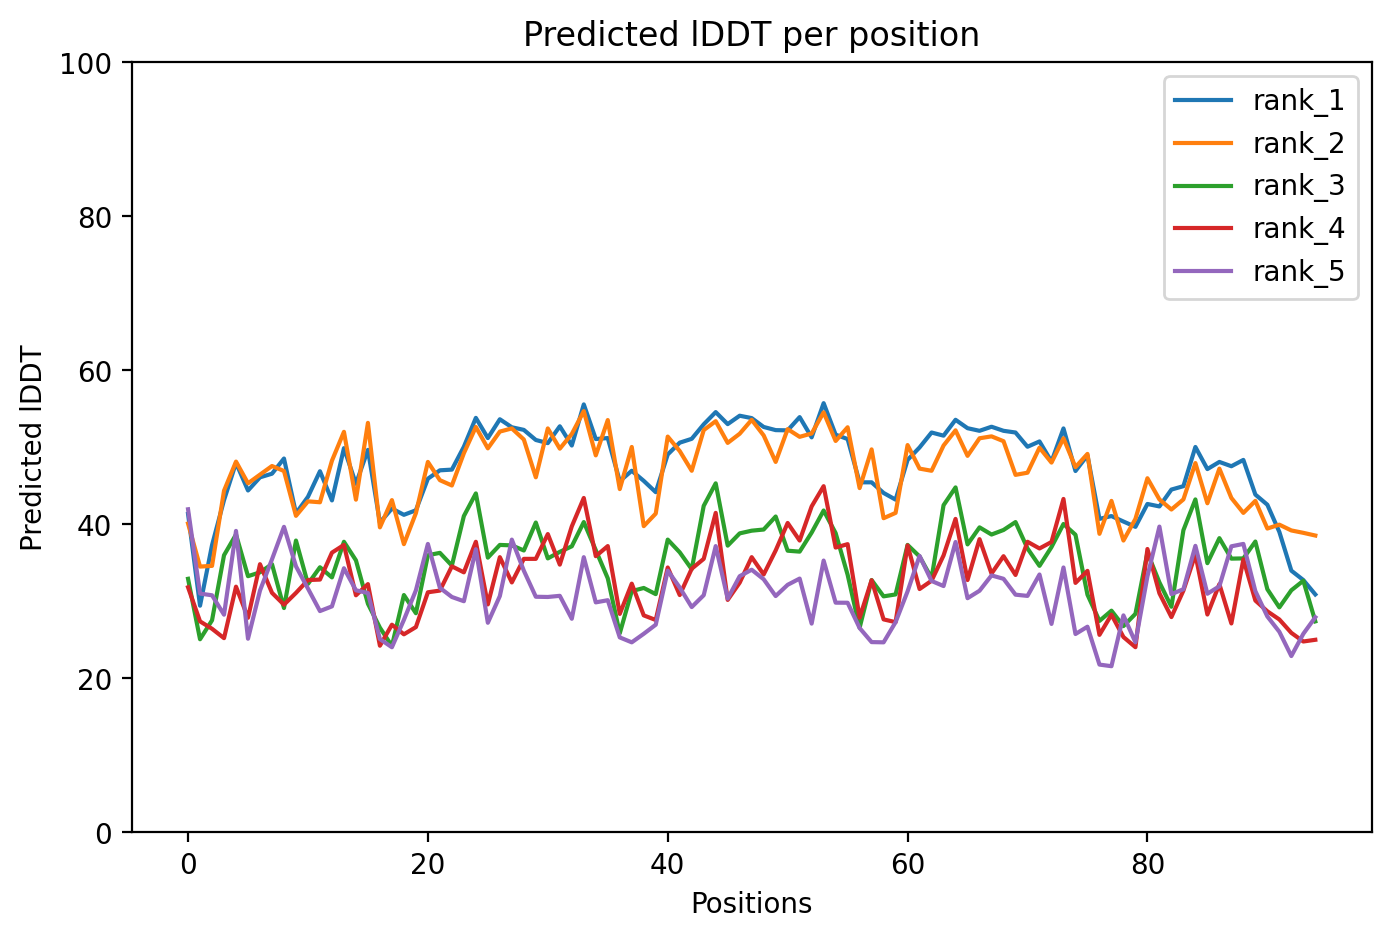 Predicted lDDT per position
100
80
60
40
20
0
Predicted lDDT
0 20 40 60 80
Positions
rank_1
rank_2
rank_3
rank_4
rank_5